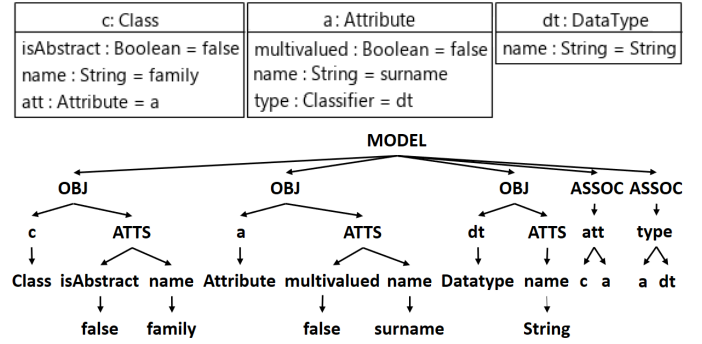 c: Class
isAbstract : Boolean = false
name : String = family
att : Attribute = a
a : Attribute
multivalued : Boolean = false
name : String = surname
type : Classifier = dt
dt : DataType
name : String = String
MODEL
OBJ OBJ OBJ ASSOC ASSOC
c ATTS a ATTS dt ATTS att type
Class isAbstract name Attribute multivalued name Datatype name c a a dt
false family false surname String